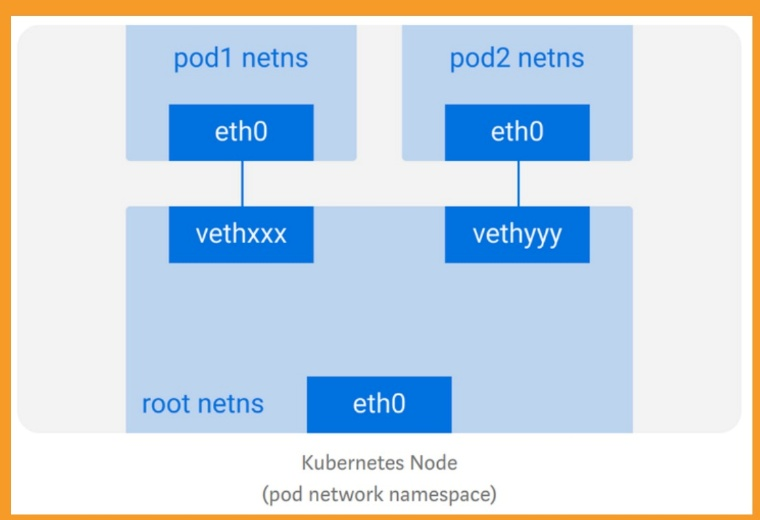 pod1 netns
pod2 netns
eth0
eth0
vethxxx
vethyyy
root netns
eth0
Kubernetes Node
(pod network namespace)